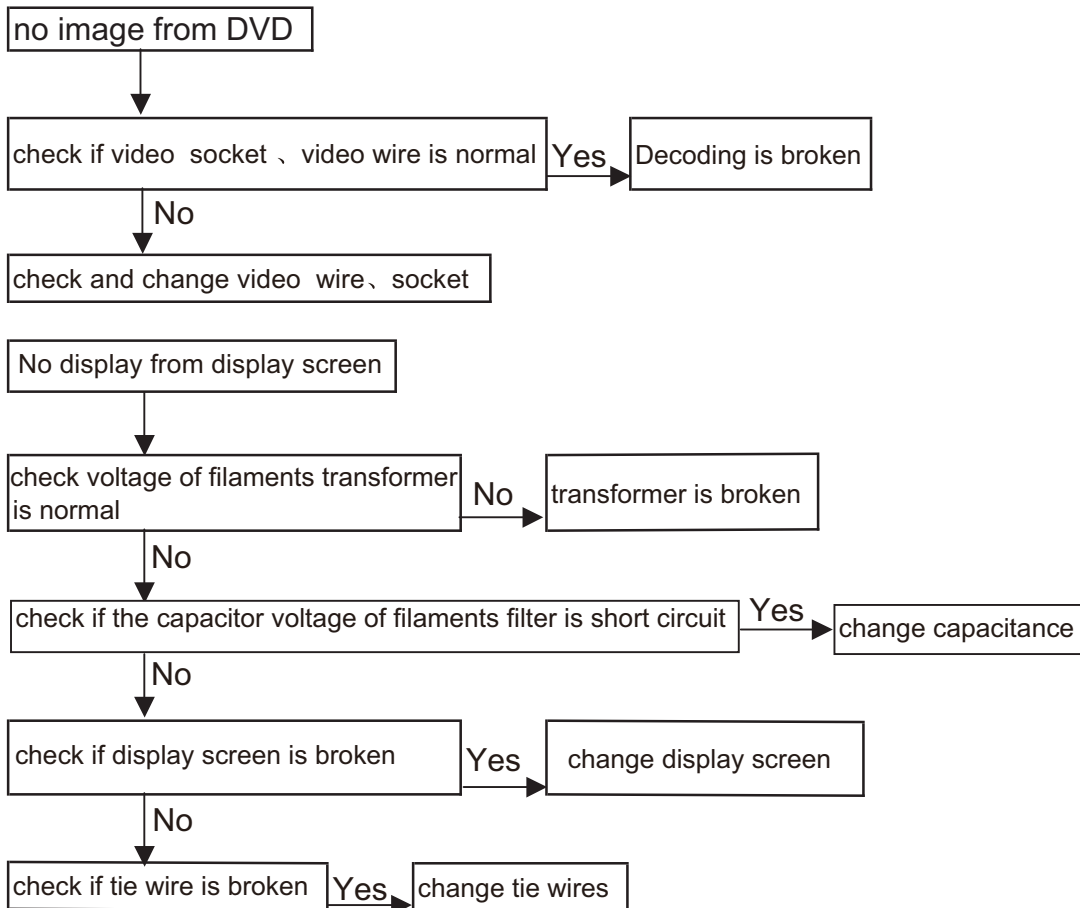 no image from DVD
check if video socket 、video wire is normal
Yes
Decoding is broken
No
check and change video wire、socket
No display from display screen
check voltage of filaments transformer
is normal
No
transformer is broken
No
check if the capacitor voltage of filaments filter is short circuit
Yes
change capacitance
No
check if display screen is broken
Yes
change display screen
No
check if tie wire is broken
Yes
change tie wires